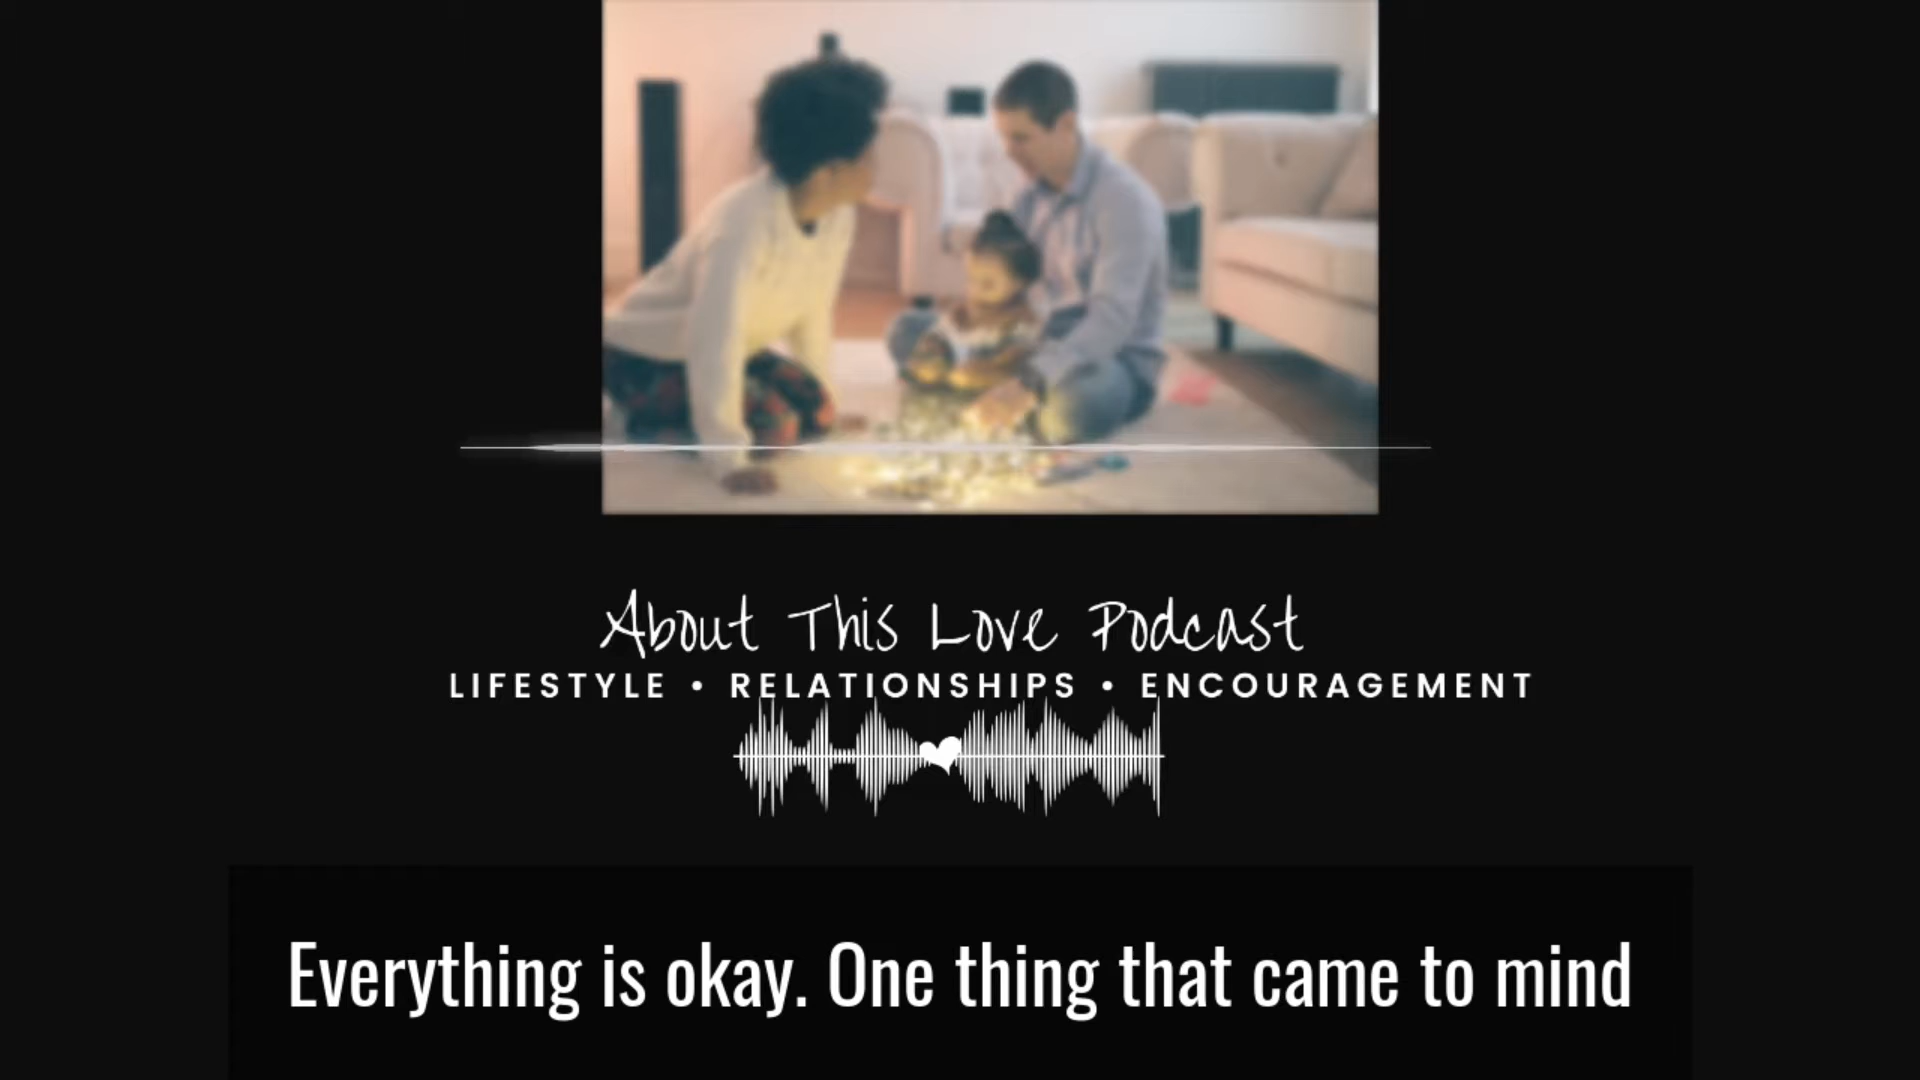 About This Love Podcast
LIFESTYLE • RELATIONSHIPS • ENCOURAGEMENT
Everything is okay. One thing that came to mind